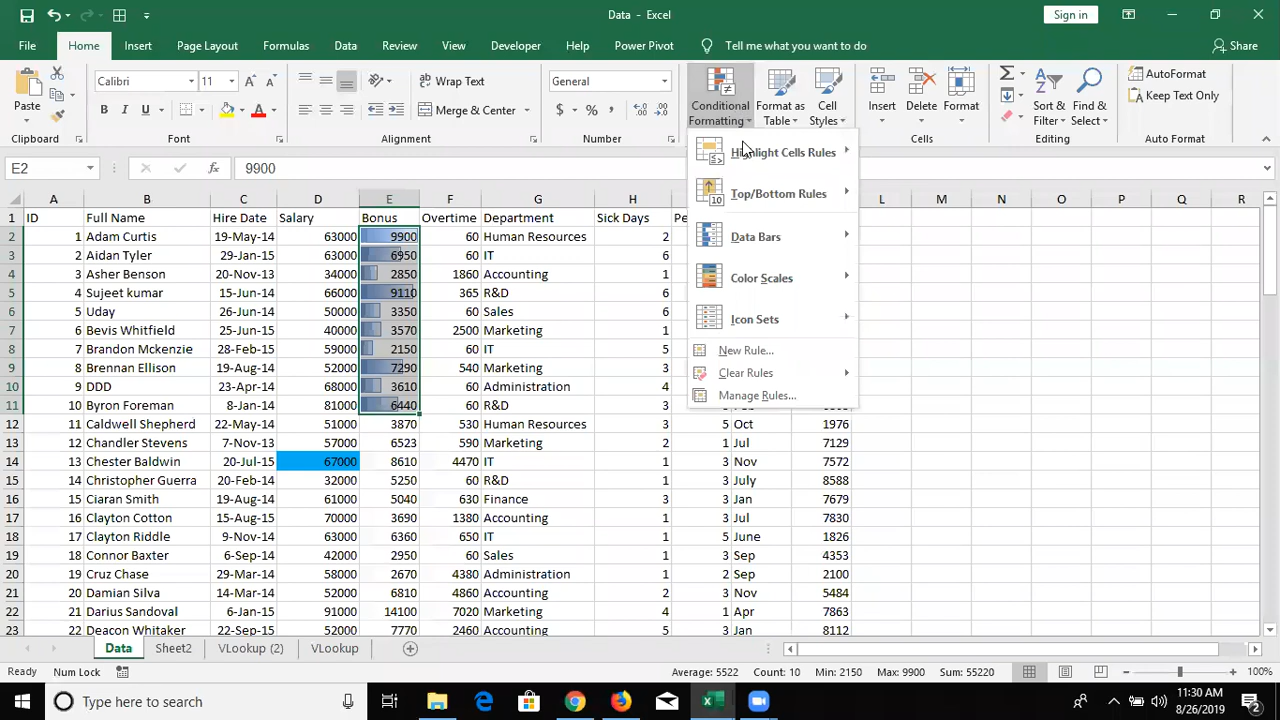 Data - Excel
Sign in
File Home Insert Page Layout Formulas Data Review View Developer Help Power Pivot Tell me what you want to do Share
Paste Calibri 11 Wrap Text General Conditional Formatting Format as Table Cell Styles Insert Delete Format Sort & Filter Find & Select AutoFormat
B I U Merge & Center $ % Keep Text Only
Clipboard Font Alignment Number Cells Editing Auto Format
E2 fx 9900
Highlight Cells Rules
Top/Bottom Rules
Data Bars
Color Scales
Icon Sets
New Rule...
Clear Rules
Manage Rules...
A B C D E F G H L M N O P Q R
1 ID Full Name Hire Date Salary Bonus Overtime Department Sick Days Pe
2 1 Adam Curtis 19-May-14 63000 9900 60 Human Resources 2
3 2 Aidan Tyler 29-Jan-15 63000 6950 60 IT 6
4 3 Asher Benson 20-Nov-13 34000 2850 1860 Accounting 1
5 4 Sujeet kumar 15-Jun-14 66000 9110 365 R&D 6
6 5 Uday 26-Jun-14 50000 3350 60 Sales 6
7 6 Bevis Whitfield 25-Jun-15 40000 3570 2500 Marketing 1
8 7 Brandon Mckenzie 28-Feb-15 59000 2150 60 IT 5
9 8 Brennan Ellison 19-Aug-14 52000 7290 540 Marketing 3
10 9 DDD 23-Apr-14 68000 3610 60 Administration 4
11 10 Byron Foreman 8-Jan-14 81000 6440 60 R&D 3
12 11 Caldwell Shepherd 22-May-14 51000 3870 530 Human Resources 3 5 Oct 1976
13 12 Chandler Stevens 7-Nov-13 57000 6523 590 Marketing 2 1 Jul 7129
14 13 Chester Baldwin 20-Jul-15 67000 8610 4470 IT 1 3 Nov 7572
15 14 Christopher Guerra 20-Feb-14 32000 5250 60 R&D 1 3 July 8588
16 15 Ciaran Smith 19-Aug-14 61000 5040 630 Finance 3 3 Jan 7679
17 16 Clayton Cotton 15-Aug-15 70000 3690 1380 Accounting 1 3 Jul 7830
18 17 Clayton Riddle 9-Nov-14 63000 6360 650 IT 1 5 June 1826
19 18 Connor Baxter 6-Sep-14 42000 2950 60 Sales 1 3 Sep 4353
20 19 Cruz Chase 29-Mar-14 58000 2670 4380 Administration 1 2 Sep 2100
21 20 Damian Silva 14-Mar-14 52000 6810 4860 Accounting 2 3 Nov 5484
22 21 Darius Sandoval 6-Jan-15 91000 14100 7020 Marketing 4 1 Apr 7863
23 22 Deacon Whitaker 22-Sep-15 52000 7770 2460 Accounting 5 3 Jan 8112
Data Sheet2 VLookup (2) VLookup
Ready Num Lock Average: 5522 Count: 10 Min: 2150 Max: 9900 Sum: 55220 100%
Type here to search
11:30 AM
8/26/2019
2